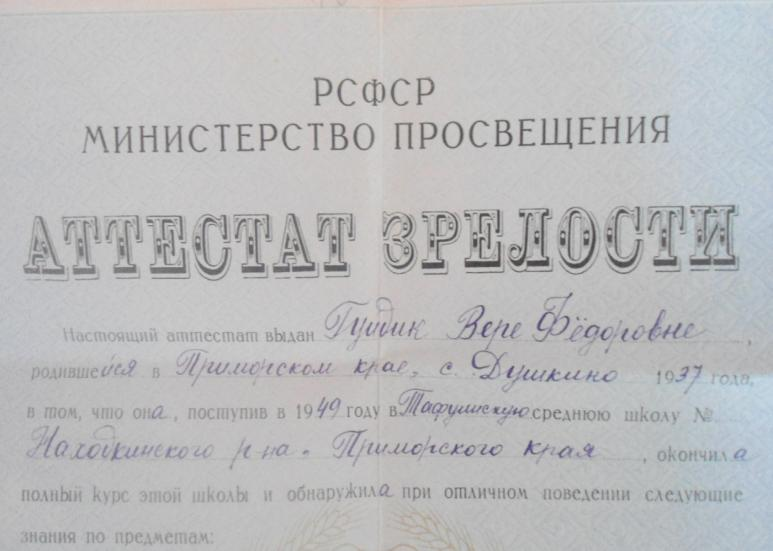 РСФСР
МИНИСТЕРСТВО ПРОСВЕЩЕНИЯ
АТТЕСТАТ ЗРЕЛОСТИ
Настоящий аттестат выдан Вере Фёдоровне,
родившейся в Приморском крае, с. Душкино 1937 года,
в том, что она, поступив в 1949 году в Тафуинскую среднюю школу №
Находкинского р-на. Приморского края, окончила
полный курс этой школы и обнаружила при отличном поведении следующие
знания по предметам: